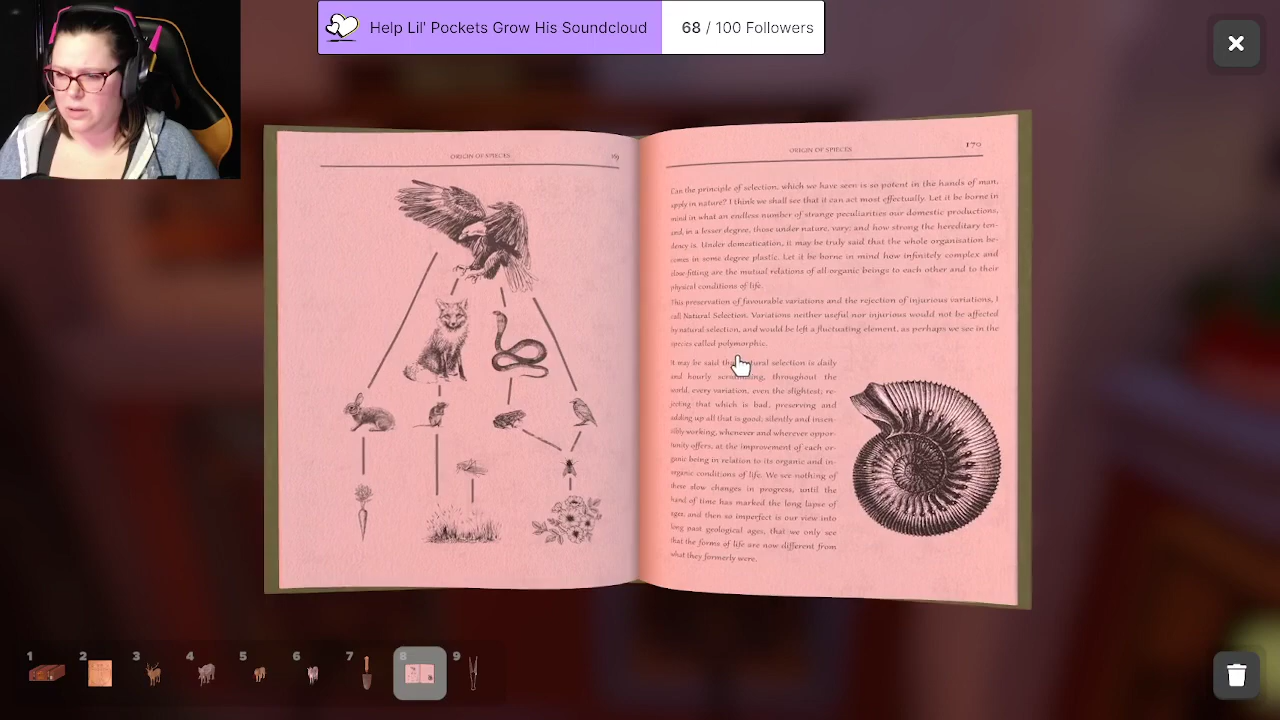 Help Lil' Pockets Grow His Soundcloud
68 / 100 Followers
ORIGIN OF SPIECES
ORIGIN OF SPIECES
170
Can the principle of selection, which we have seen is so potent in the hands of man,
apply in nature? I think we shall see that it can act most effectually. Let it be borne in
mind in what an endless number of strange peculiarities our domestic productions,
and, in a lesser degree, those under nature, vary; and how strong the hereditary ten-
dency is. Under domestication, it may be truly said that the whole organisation be-
comes in some degree plastic. Let it be borne in mind how infinitely complex and
close-fitting are the mutual relations of all organic beings to each other and to their
physical conditions of life.
This preservation of favourable variations and the rejection of injurious variations, I
call Natural Selection. Variations neither useful nor injurious would not be affected
by natural selection, and would be left a fluctuating element, as perhaps we see in the
species called polymorphic.
It may be said that natural selection is daily
and hourly scrutinising, throughout the
world, every variation, even the slightest; re-
jecting that which is bad, preserving and
adding up all that is good; silently and insen-
sibly working, whenever and wherever oppor-
tunity offers, at the improvement of each or-
ganic being in relation to its organic and in-
organic conditions of life. We see nothing of
these slow changes in progress, until the
hand of time has marked the long lapse of
ages, and then so imperfect is our view into
long past geological ages, that we only see
that the forms of life are now different from
what they formerly were.
1 2 3 4 5 6 7 8 9